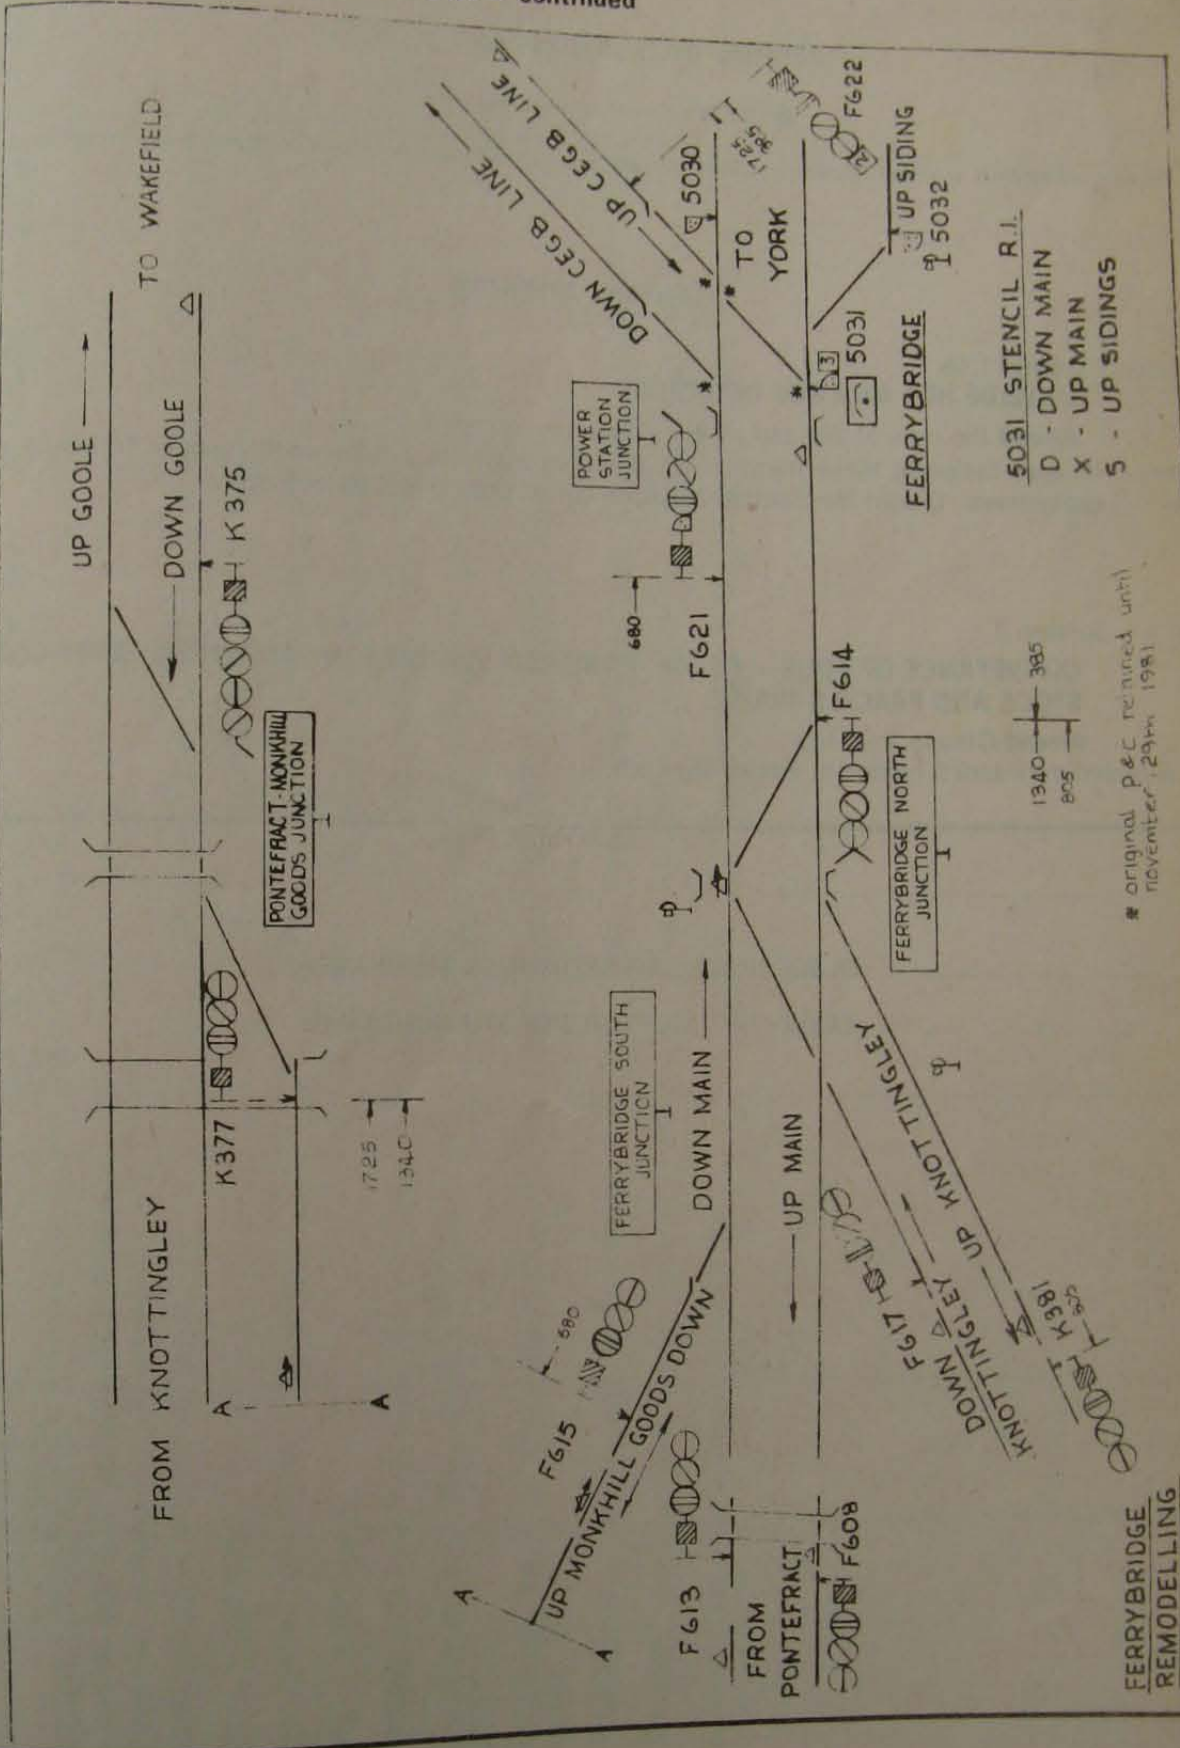 continued
UP GOOLE
TO WAKEFIELD
DOWN GOOLE
K375
PONTEFRACT-MONKHILL
GOODS JUNCTION
FROM KNOTTINGLEY
K377
A
A
1725
1340
DOWN CEGB LINE
UP CEGB LINE
5030
1725
TO
YORK
F622
2
UP SIDING
5032
POWER
STATION
JUNCTION
680
F621
3
5031
FERRYBRIDGE
5031 STENCIL R.I.
D - DOWN MAIN
X - UP MAIN
S - UP SIDINGS
F614
FERRYBRIDGE NORTH
JUNCTION
1340
385
805
* original p & c retained until
november, 29th 1981
FERRYBRIDGE SOUTH
JUNCTION
DOWN MAIN
UP MAIN
UP KNOTTINGLEY
F617
DOWN
KNOTTINGLEY
K381
805
680
F615
UP MONKHILL GOODS DOWN
A
A
F613
FROM
PONTEFRACT
F608
FERRYBRIDGE
REMODELLING